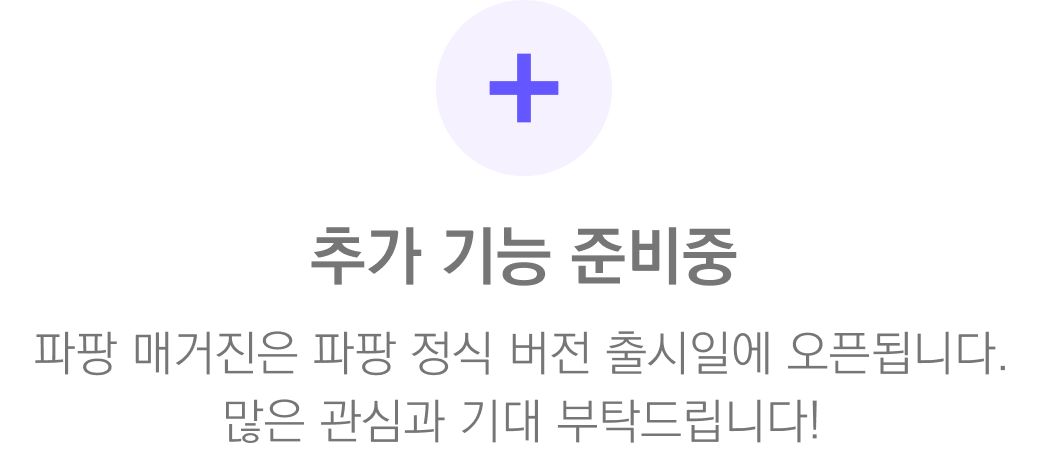 추가 기능 준비중
파팡 매거진은 파팡 정식 버전 출시일에 오픈됩니다.
많은 관심과 기대 부탁드립니다!